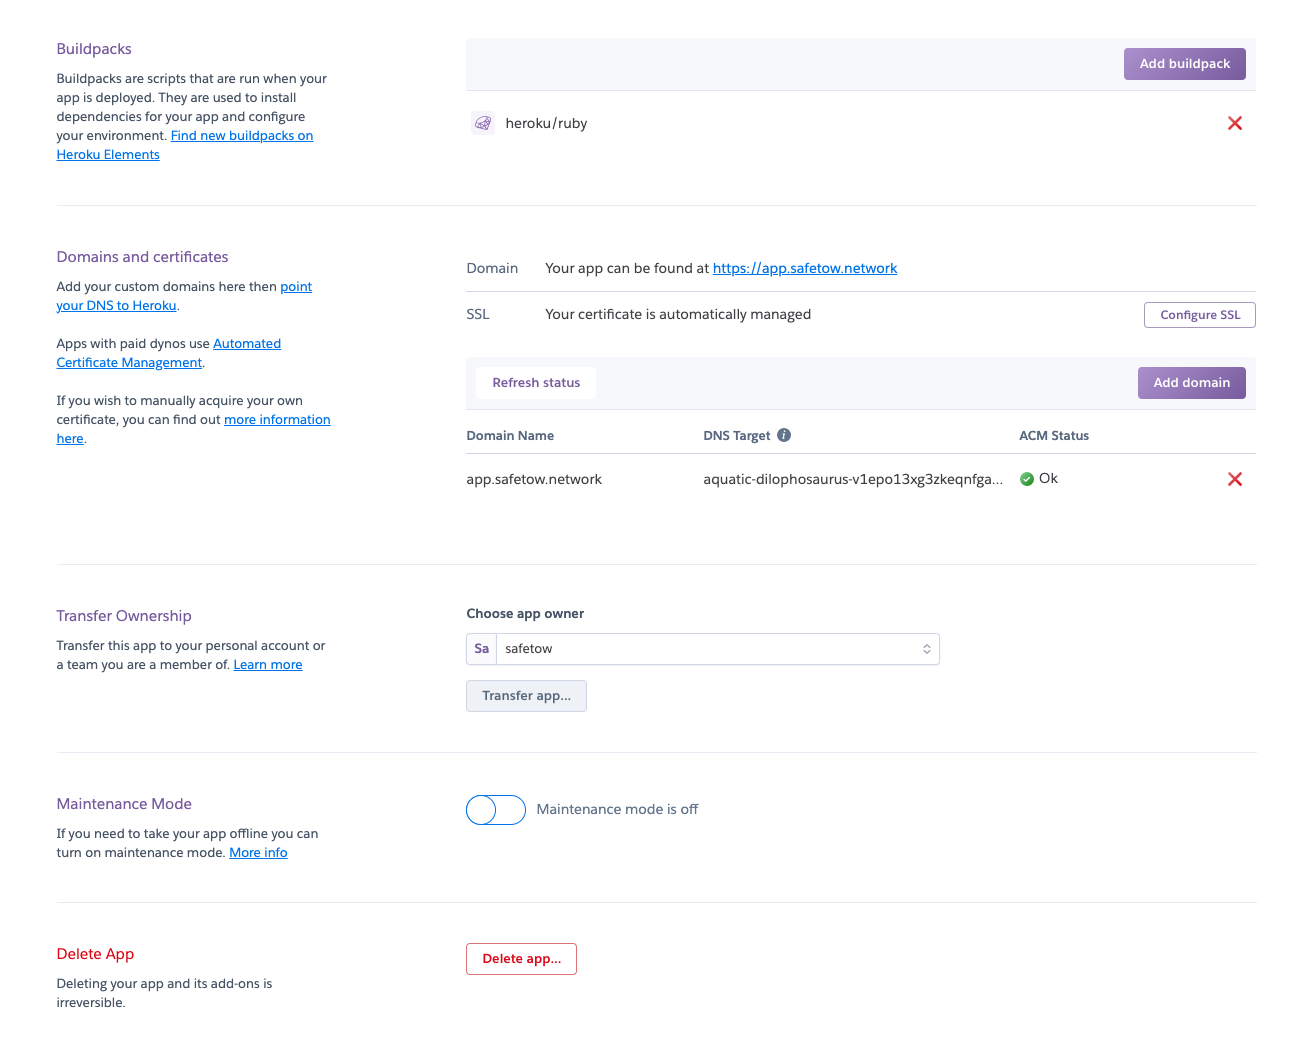 Buildpacks
Buildpacks are scripts that are run when your
app is deployed. They are used to install
dependencies for your app and configure
your environment. Find new buildpacks on
Heroku Elements
Add buildpack
heroku/ruby
Domains and certificates
Add your custom domains here then point
your DNS to Heroku.
Apps with paid dynos use Automated
Certificate Management.
If you wish to manually acquire your own
certificate, you can find out more information
here.
Domain Your app can be found at https://app.safetow.network
SSL Your certificate is automatically managed Configure SSL
Refresh status Add domain
Domain Name DNS Target ACM Status
app.safetow.network aquatic-dilophosaurus-v1epo13xg3zkeqnfga... Ok
Transfer Ownership
Transfer this app to your personal account or
a team you are a member of. Learn more
Choose app owner
Sa safetow
Transfer app...
Maintenance Mode
If you need to take your app offline you can
turn on maintenance mode. More info
Maintenance mode is off
Delete App
Deleting your app and its add-ons is
irreversible.
Delete app...